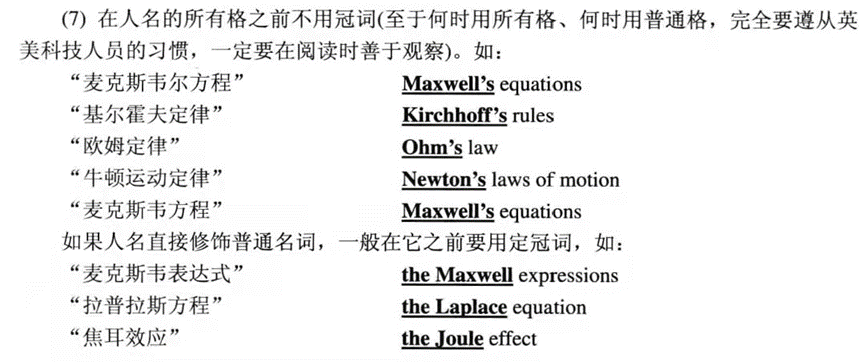 (7) 在人名的所有格之前不用冠词(至于何时用所有格、何时用普通格，完全要遵从英
美科技人员的习惯，一定要在阅读时善于观察)。如：
“麦克斯韦尔方程” Maxwell’s equations
“基尔霍夫定律” Kirchhoff’s rules
“欧姆定律” Ohm’s law
“牛顿运动定律” Newton’s laws of motion
“麦克斯韦方程” Maxwell’s equations
如果人名直接修饰普通名词，一般在它之前要用定冠词，如：
“麦克斯韦表达式” the Maxwell expressions
“拉普拉斯方程” the Laplace equation
“焦耳效应” the Joule effect